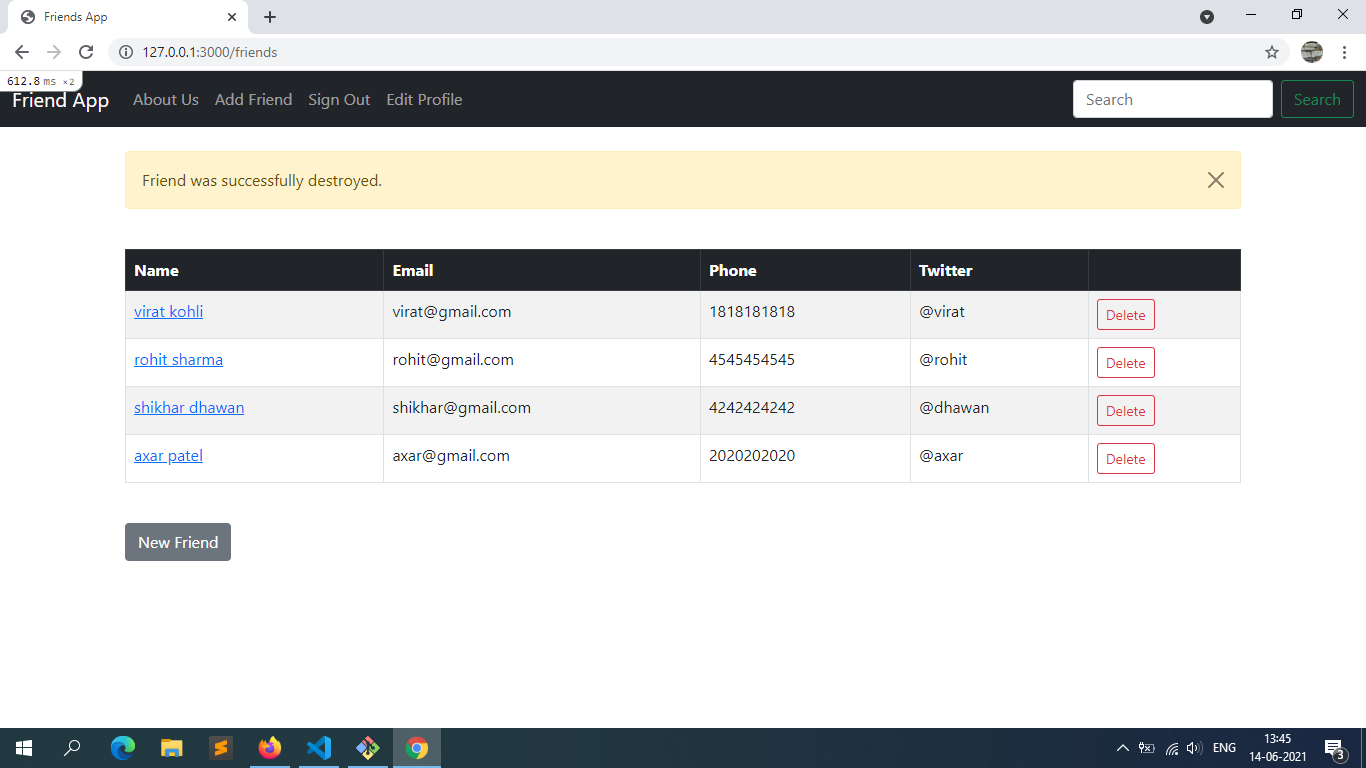 Friends App
127.0.0.1:3000/friends
612.8 ms ×2
Friend App About Us Add Friend Sign Out Edit Profile Search Search
Friend was successfully destroyed.
Name Email Phone Twitter
virat kohli virat@gmail.com 1818181818 @virat Delete
rohit sharma rohit@gmail.com 4545454545 @rohit Delete
shikhar dhawan shikhar@gmail.com 4242424242 @dhawan Delete
axar patel axar@gmail.com 2020202020 @axar Delete
New Friend
ENG 13:45
14-06-2021 3